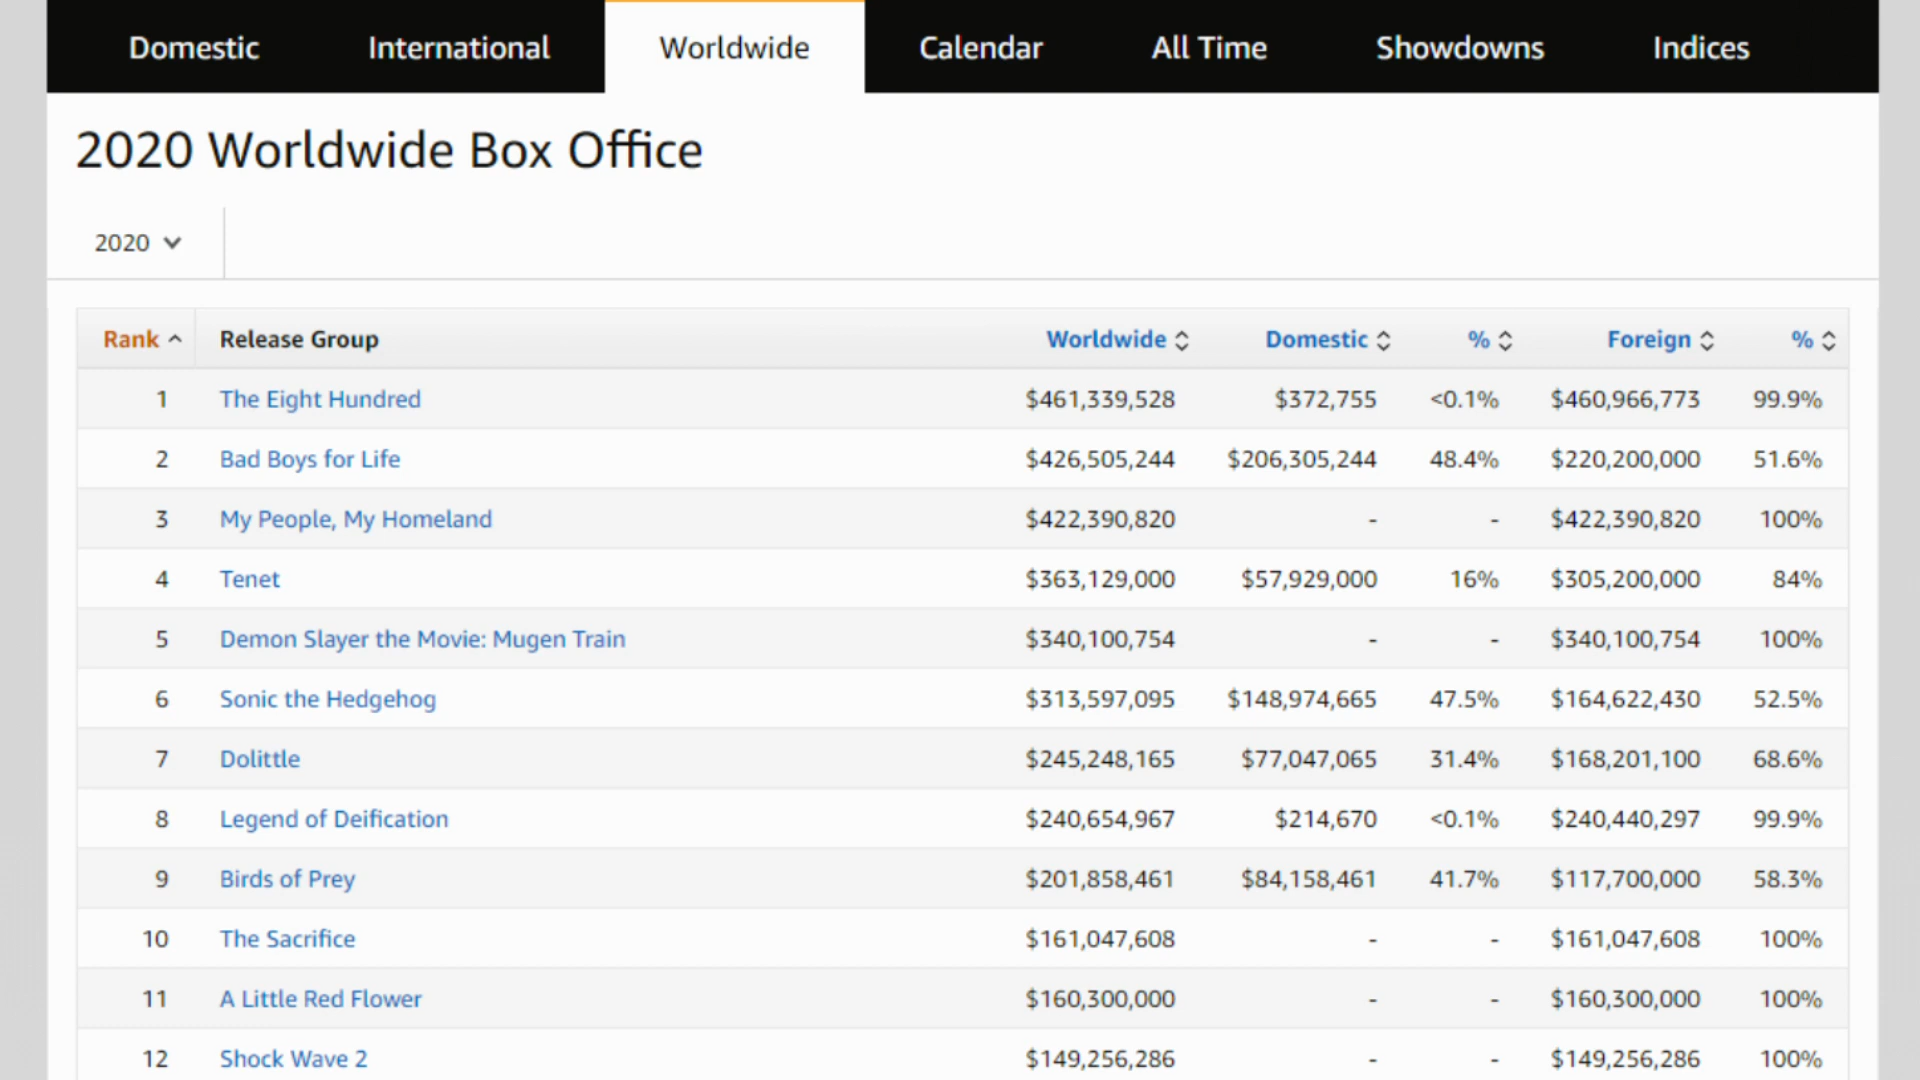 Domestic International Worldwide Calendar All Time Showdowns Indices
2020 Worldwide Box Office
2020
Rank Release Group Worldwide Domestic % Foreign %
1 The Eight Hundred $461,339,528 $372,755 <0.1% $460,966,773 99.9%
2 Bad Boys for Life $426,505,244 $206,305,244 48.4% $220,200,000 51.6%
3 My People, My Homeland $422,390,820 - - $422,390,820 100%
4 Tenet $363,129,000 $57,929,000 16% $305,200,000 84%
5 Demon Slayer the Movie: Mugen Train $340,100,754 - - $340,100,754 100%
6 Sonic the Hedgehog $313,597,095 $148,974,665 47.5% $164,622,430 52.5%
7 Dolittle $245,248,165 $77,047,065 31.4% $168,201,100 68.6%
8 Legend of Deification $240,654,967 $214,670 <0.1% $240,440,297 99.9%
9 Birds of Prey $201,858,461 $84,158,461 41.7% $117,700,000 58.3%
10 The Sacrifice $161,047,608 - - $161,047,608 100%
11 A Little Red Flower $160,300,000 - - $160,300,000 100%
12 Shock Wave 2 $149,256,286 - - $149,256,286 100%